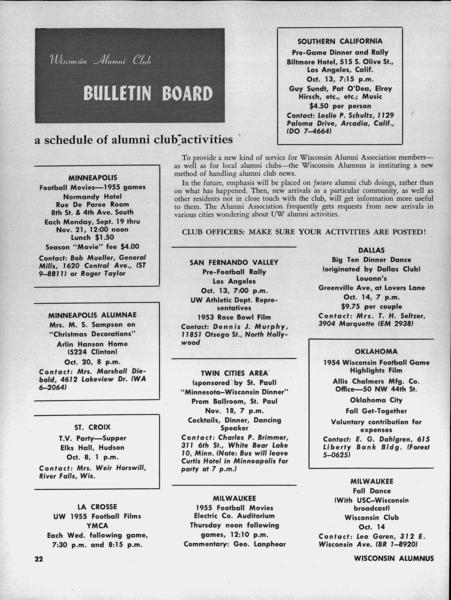 Wisconsin Alumni Club
BULLETIN BOARD
a schedule of alumni club activities
SOUTHERN CALIFORNIA
Pre-Game Dinner and Rally
Biltmore Hotel, 515 S. Olive St.,
Los Angeles, Calif.
Oct. 13, 7:15 p.m.
Guy Sundt, Pat O'Dea, Elroy
Hirsch, etc., etc.; Music
$4.50 per person
Contact: Leslie P. Schultz, 1129
Paloma Drive, Arcadia, Calif.,
(DO 7-4664)
To provide a new kind of service for Wisconsin Alumni Association members—
as well as for local alumni clubs—the Wisconsin Alumnus is instituting a new
method of handling alumni club news.
In the future, emphasis will be placed on future alumni club doings, rather than
on what has happened. Then, new arrivals in a particular community, as well as
other residents not in close touch with the club, will get information more useful
to them. The Alumni Association frequently gets requests from new arrivals in
various cities wondering about UW alumni activities.
CLUB OFFICERS: MAKE SURE YOUR ACTIVITIES ARE POSTED!
MINNEAPOLIS
Football Movies—1955 games
Normandy Hotel
Rue De Paree Room
8th St. & 4th Ave. South
Each Monday, Sept. 19 thru
Nov. 21, 12:00 noon
Lunch $1.50
Season "Movie" fee $4.00
Contact: Bob Mueller, General
Mills, 1620 Central Ave., (ST
9-8811) or Roger Taylor
MINNEAPOLIS ALUMNAE
Mrs. M. S. Sampson on
"Christmas Decorations"
Arlin Hanson Home
(5224 Clinton)
Oct. 20, 8 p.m.
Contact: Mrs. Marshall Die-
bold, 4612 Lakeview Dr. (WA
6-2064)
ST. CROIX
T.V. Party—Supper
Elks Hall, Hudson
Oct. 8, 1 p.m.
Contact: Mrs. Weir Horswill,
River Falls, Wis.
LA CROSSE
UW 1955 Football Films
YMCA
Each Wed. following game,
7:30 p.m. and 8:15 p.m.
SAN FERNANDO VALLEY
Pre-Football Rally
Los Angeles
Oct. 13, 7:00 p.m.
UW Athletic Dept. Repre-
sentatives
1953 Rose Bowl Film
Contact: Dennis J. Murphy,
11851 Otsego St., North Holly-
wood
TWIN CITIES AREA
(sponsored by St. Paul)
"Minnesota—Wisconsin Dinner"
Prom Ballroom, St. Paul
Nov. 18, 7 p.m.
Cocktails, Dinner, Dancing
Speaker
Contact: Charles P. Brimmer,
311 6th St., White Bear Lake
10, Minn. (Note: Bus will leave
Curtis Hotel in Minneapolis for
party at 7 p.m.)
MILWAUKEE
1955 Football Movies
Electric Co. Auditorium
Thursday noon following
games, 12:10 p.m.
Commentary: Geo. Lanphear
DALLAS
Big Ten Dinner Dance
(originated by Dallas Club)
Louann's
Greenville Ave., at Lovers Lane
Oct. 14, 7 p.m.
$9.75 per couple
Contact: Mrs. T. H. Seltzer,
3904 Marquette (EM 2938)
OKLAHOMA
1954 Wisconsin Football Game
Highlights Film
Allis Chalmers Mfg. Co.
Office—50 NW 44th St.
Oklahoma City
Fall Get-Together
Voluntary contribution for
expenses
Contact: E. G. Dahlgren, 615
Liberty Bank Bldg. (Forest
5-0625)
MILWAUKEE
Fall Dance
(With USC—Wisconsin
broadcast)
Wisconsin Club
Oct. 14
Contact: Leo Goren, 312 E.
Wisconsin Ave. (BR 1-8920)
22
WISCONSIN ALUMNUS